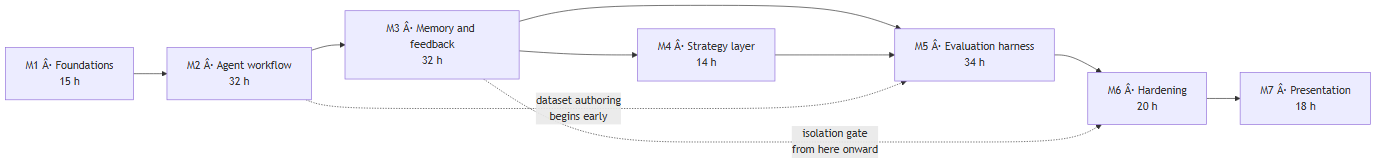 M1 Â· Foundations
15 h
M2 Â· Agent workflow
32 h
M3 Â· Memory and
feedback
32 h
M4 Â· Strategy layer
14 h
M5 Â· Evaluation harness
34 h
M6 Â· Hardening
20 h
M7 Â· Presentation
18 h
dataset authoring
begins early
isolation gate
from here onward